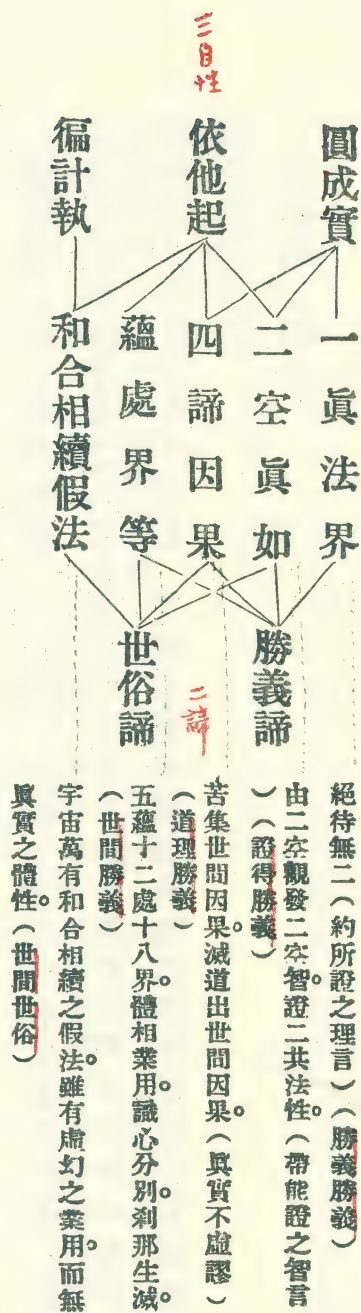 三自性
圓成實
依他起
徧計執
一眞法界
二空眞如
四諦因果
蘊處界等
和合相續假法
二諦
勝義諦
世俗諦
絕待無二（約所證之理言）（勝義勝義）
由二空觀發二空智。證二共法性。（帶能證之智言
）（證得勝義）
苦集世間因果。滅道出世間因果。（眞實不虛謬）
（道理勝義）
五蘊十二處十八界。體相業用。識心分別。刹那生滅。
（世間勝義）
宇宙萬有和合相續之假法。雖有虛幻之業用。而無
眞實之體性。（世間世俗）